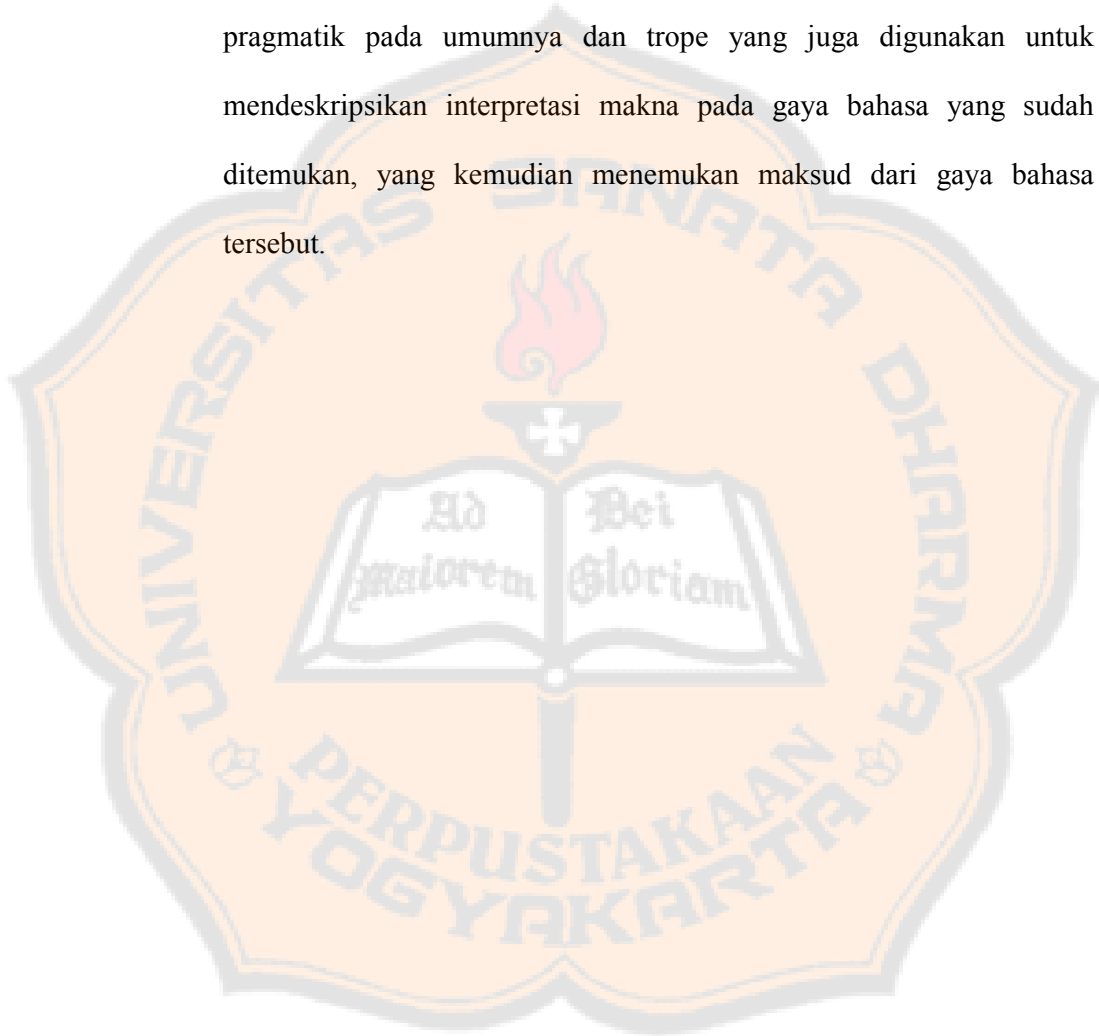 pragmatik pada umumnya dan trope yang juga digunakan untuk
mendeskripsikan interpretasi makna pada gaya bahasa yang sudah
ditemukan, yang kemudian menemukan maksud dari gaya bahasa
tersebut.
UNIVERSITAS SANATA DHARMA
Ad Dei
Maiorem Gloriam
PERPUSTAKAAN
YOGYAKARTA